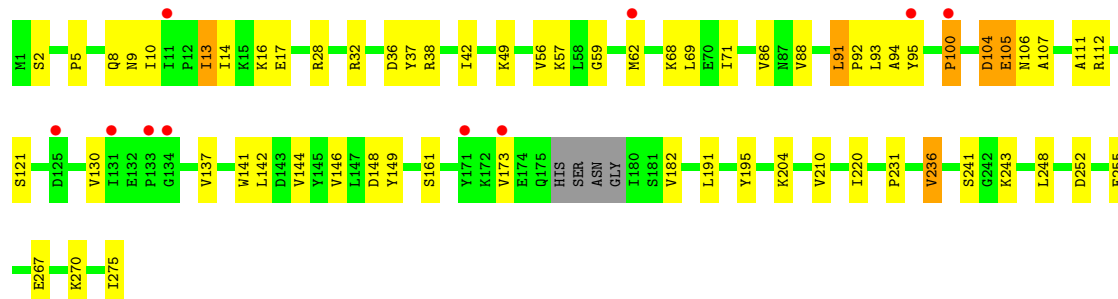 M1 S2 P5 Q8 N9 I10 I11 P12 I13 I14 K15 K16 E17 R28 R32 D36 Y37 R38 I42 K49 V56 K57 L58 G59 M62 K68 L69 E70 I71 V86 N87 V88 L91 P92 L93 A94 Y95 P100 D104 E105 N106 A107 A111 R112
S121 D125 V130 I131 E132 P133 G134 V137 W141 L142 D143 V144 Y145 V146 L147 D148 Y149 S161 Y171 K172 V173 E174 Q175 HIS SER ASN GLY I180 S181 V182 L191 Y195 K204 V210 I220 P231 V236 S241 G242 K243 L248 D252
E267 K270 I275